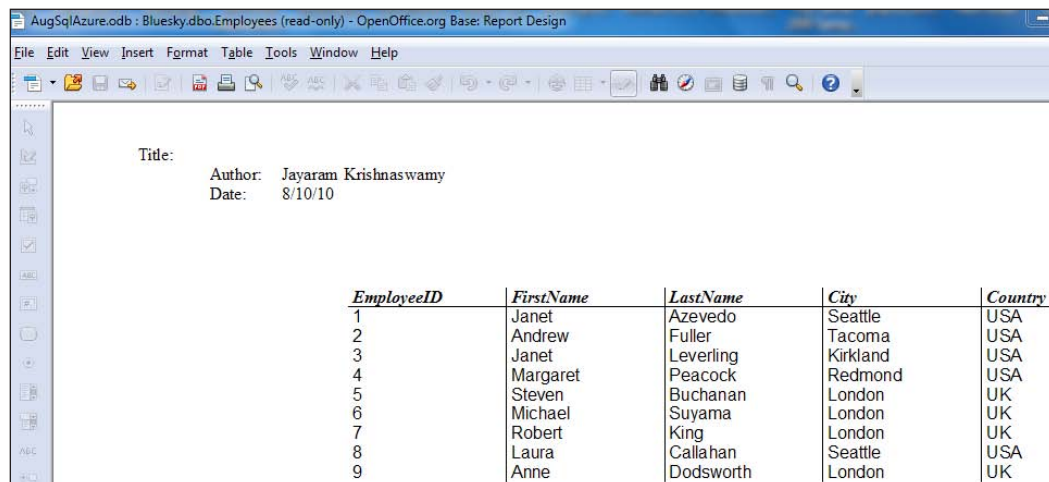 AugSqlAzure.odb : Bluesky.dbo.Employees (read-only) - OpenOffice.org Base: Report Design
File Edit View Insert Format Table Tools Window Help
Title:
Author: Jayaram Krishnaswamy
Date: 8/10/10
EmployeeID FirstName LastName City Country
1 Janet Azevedo Seattle USA
2 Andrew Fuller Tacoma USA
3 Janet Leverling Kirkland USA
4 Margaret Peacock Redmond USA
5 Steven Buchanan London UK
6 Michael Suyama London UK
7 Robert King London UK
8 Laura Callahan Seattle USA
9 Anne Dodsworth London UK